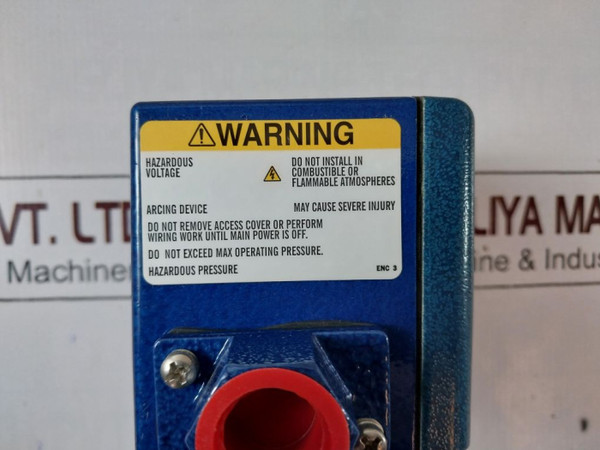 WARNING
HAZARDOUS
VOLTAGE
DO NOT INSTALL IN
COMBUSTIBLE OR
FLAMMABLE ATMOSPHERES
ARCING DEVICE
MAY CAUSE SEVERE INJURY
DO NOT REMOVE ACCESS COVER OR PERFORM
WIRING WORK UNTIL MAIN POWER IS OFF.
DO NOT EXCEED MAX OPERATING PRESSURE.
HAZARDOUS PRESSURE
ENC 3
VT. LTD
LIYA MA
Machine
ine & Indus